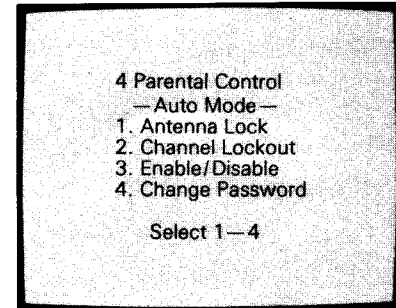 4 Parental Control
—Auto Mode—
1. Antenna Lock
2. Channel Lockout
3. Enable/Disable
4. Change Password
Select 1—4